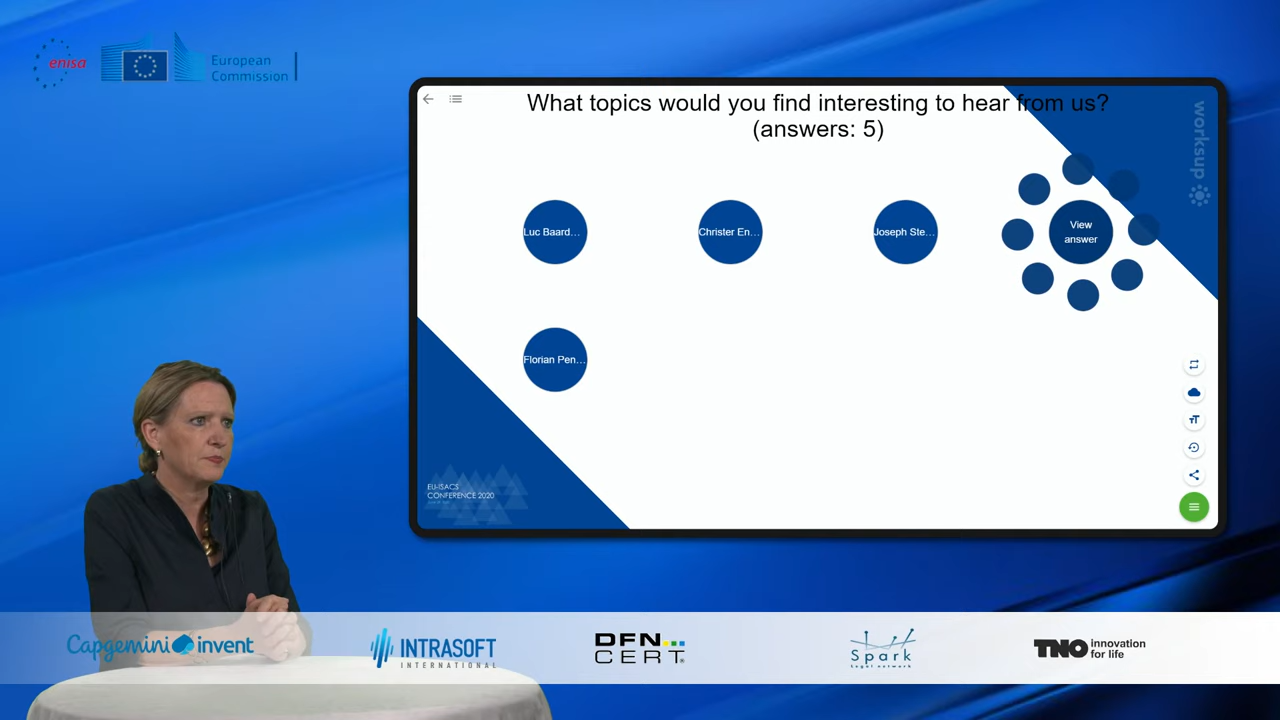 enisa
European
Commission
What topics would you find interesting to hear from us?
(answers: 5)
worksup
Luc Baard...
Christer En...
Joseph Ste...
View
answer
Florian Pen...
EU-ISACS
CONFERENCE 2020
Capgemini invent
INTRASOFT
INTERNATIONAL
DFN
CERT
Spark
Legal network
TNO innovation
for life